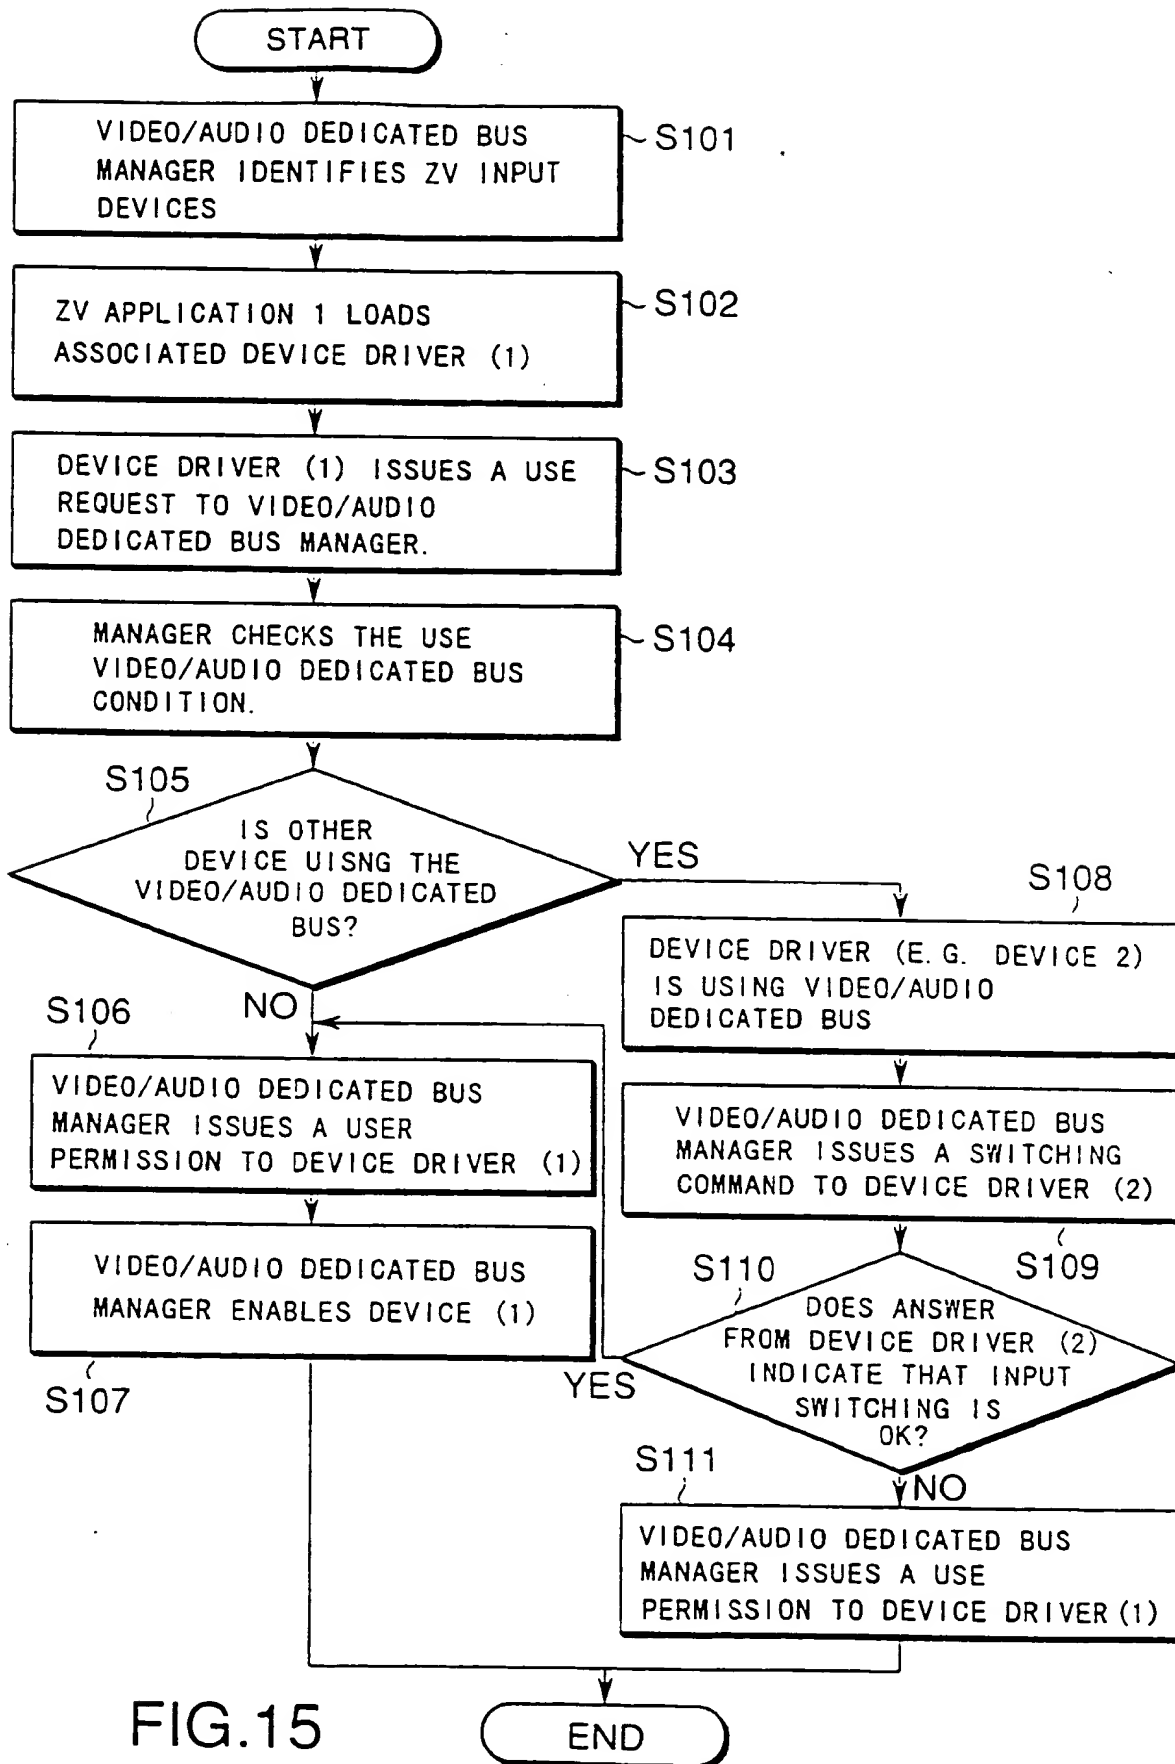 START
VIDEO/AUDIO DEDICATED BUS
MANAGER IDENTIFIES ZV INPUT
DEVICES
S101
ZV APPLICATION 1 LOADS
ASSOCIATED DEVICE DRIVER (1)
S102
DEVICE DRIVER (1) ISSUES A USE
REQUEST TO VIDEO/AUDIO
DEDICATED BUS MANAGER.
S103
MANAGER CHECKS THE USE
VIDEO/AUDIO DEDICATED BUS
CONDITION.
S104
S105
IS OTHER
DEVICE UISNG THE
VIDEO/AUDIO DEDICATED
BUS?
YES
NO
S106
VIDEO/AUDIO DEDICATED BUS
MANAGER ISSUES A USER
PERMISSION TO DEVICE DRIVER (1)
VIDEO/AUDIO DEDICATED BUS
MANAGER ENABLES DEVICE (1)
S107
S108
DEVICE DRIVER (E.G. DEVICE 2)
IS USING VIDEO/AUDIO
DEDICATED BUS
VIDEO/AUDIO DEDICATED BUS
MANAGER ISSUES A SWITCHING
COMMAND TO DEVICE DRIVER (2)
S109
S110
DOES ANSWER
FROM DEVICE DRIVER (2)
INDICATE THAT INPUT
SWITCHING IS
OK?
YES
NO
S111
VIDEO/AUDIO DEDICATED BUS
MANAGER ISSUES A USE
PERMISSION TO DEVICE DRIVER (1)
END
FIG.15